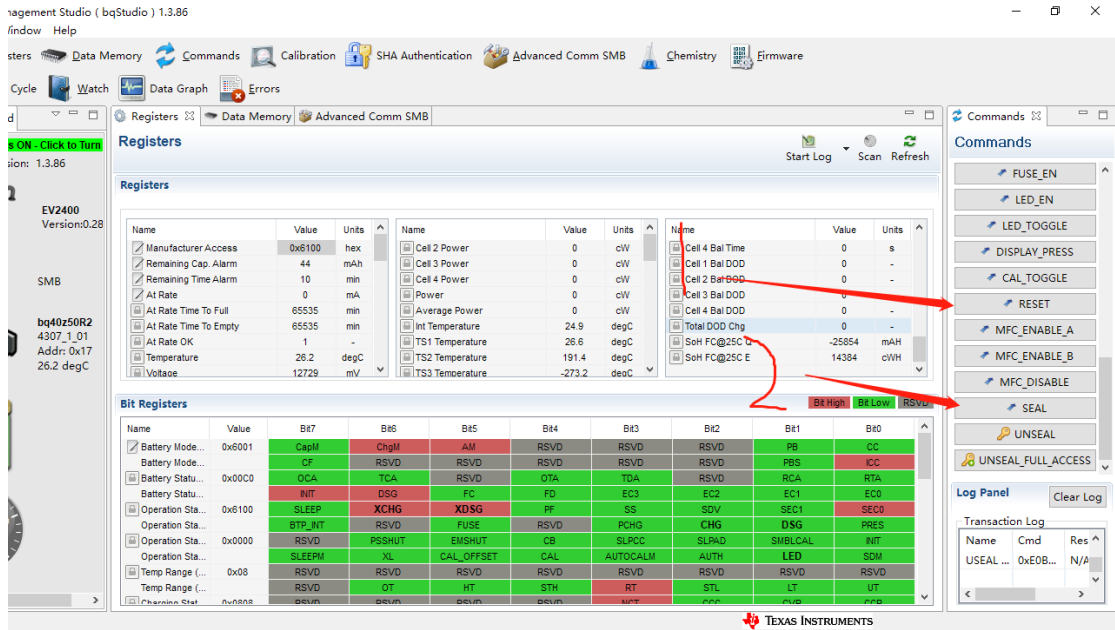 nagement Studio ( bqStudio ) 1.3.86
Window Help
sters Data Memory Commands Calibration SHA Authentication Advanced Comm SMB Chemistry Firmware
Cycle Watch Data Graph Errors
d Registers Data Memory Advanced Comm SMB Commands
s ON - Click to Turn
sion: 1.3.86
EV2400
Version:0.28
SMB
bq40z50R2
4307_1_01
Addr: 0x17
26.2 degC
Registers
Start Log Scan Refresh
Registers
Name Value Units
Manufacturer Access 0x6100 hex
Remaining Cap. Alarm 44 mAh
Remaining Time Alarm 10 min
At Rate 0 mA
At Rate Time To Full 65535 min
At Rate Time To Empty 65535 min
At Rate OK 1 -
Temperature 26.2 degC
Voltage 12729 mV
Name Value Units
Cell 2 Power 0 cW
Cell 3 Power 0 cW
Cell 4 Power 0 cW
Power 0 cW
Average Power 0 cW
Int Temperature 24.9 degC
TS1 Temperature 26.6 degC
TS2 Temperature 191.4 degC
TS3 Temperature -273.2 degC
Name Value Units
Cell 4 Bal Time 0 s
Cell 1 Bal DOD 0 -
Cell 2 Bal DOD 0 -
Cell 3 Bal DOD 0 -
Cell 4 Bal DOD 0 -
Total DOD Chg 0 -
SoH FC@25C Q -25854 mAH
SoH FC@25C E 14384 cWH
1
2
Bit Registers
Bit High Bit Low RSVD
Name Value Bit7 Bit6 Bit5 Bit4 Bit3 Bit2 Bit1 Bit0
Battery Mode... 0x6001 CapM ChgM AM RSVD RSVD RSVD PB CC
Battery Mode... CF RSVD RSVD RSVD RSVD RSVD PBS ICC
Battery Statu... 0x00C0 OCA TCA RSVD OTA TDA RSVD RCA RTA
Battery Statu... INIT DSG FC FD EC3 EC2 EC1 EC0
Operation Sta... 0x6100 SLEEP XCHG XDSG PF SS SDV SEC1 SEC0
Operation Sta... BTP_INT RSVD FUSE RSVD PCHG CHG DSG PRES
Operation Sta... 0x0000 RSVD PSSHUT EMSHUT CB SLPCC SLPAD SMBLCAL INIT
Operation Sta... SLEEPM XL CAL_OFFSET CAL AUTOCALM AUTH LED SDM
Temp Range (... 0x08 RSVD RSVD RSVD RSVD RSVD RSVD RSVD RSVD
Temp Range (... RSVD OT HT STH RT STL LT UT
Charging Stat 0x0808 RSVD RSVD RSVD RSVD NCT CCC CVR CCR
Commands
FUSE_EN
LED_EN
LED_TOGGLE
DISPLAY_PRESS
CAL_TOGGLE
RESET
MFC_ENABLE_A
MFC_ENABLE_B
MFC_DISABLE
SEAL
UNSEAL
UNSEAL_FULL_ACCESS
Log Panel Clear Log
Transaction Log
Name Cmd Res
USEAL ... 0xE0B... N/A
TEXAS INSTRUMENTS